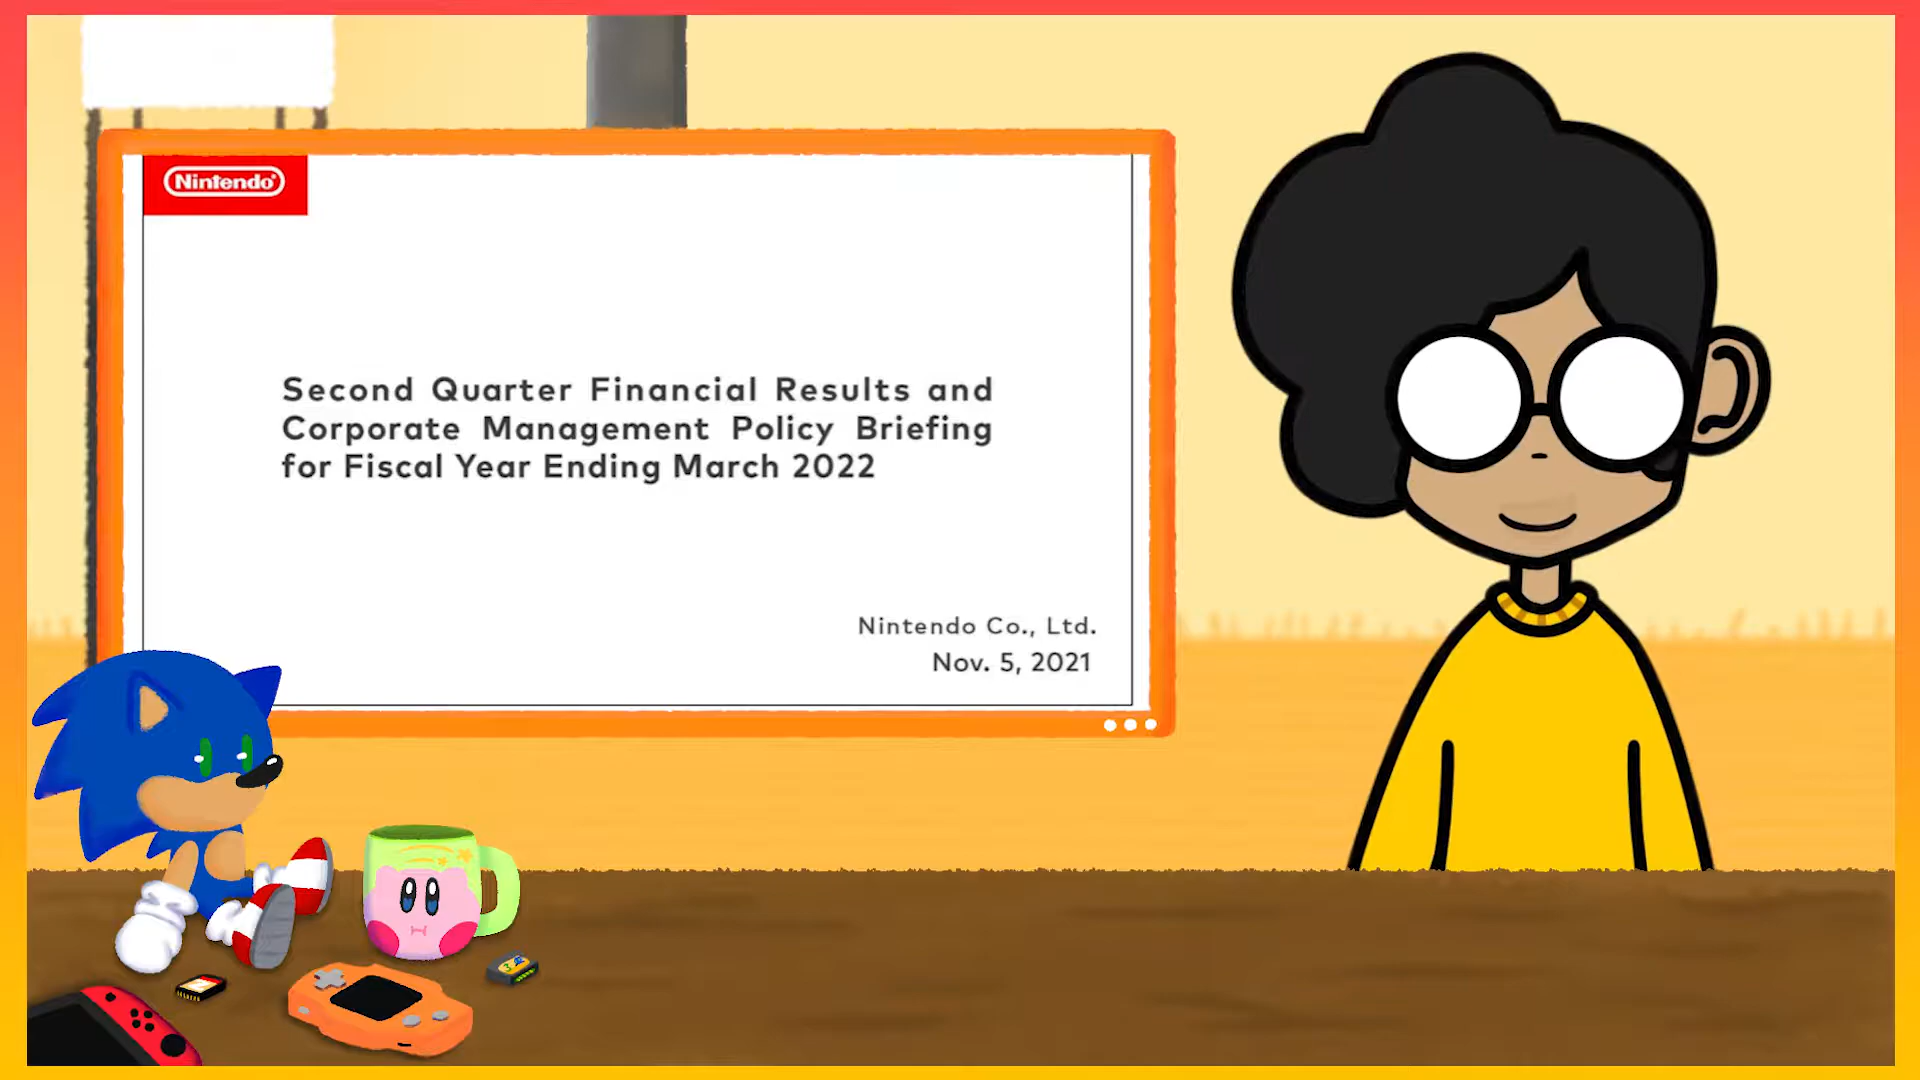 Nintendo
Second Quarter Financial Results and
Corporate Management Policy Briefing
for Fiscal Year Ending March 2022
Nintendo Co., Ltd.
Nov. 5, 2021